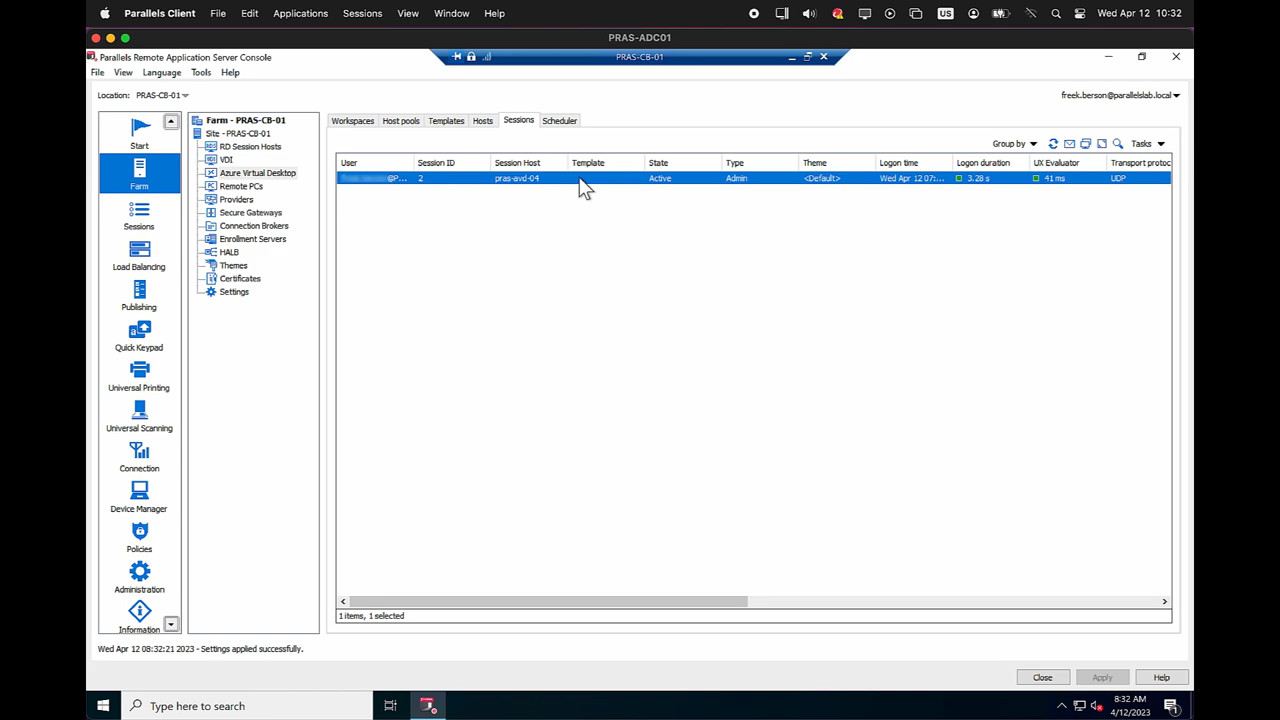 Parallels Client File Edit Applications Sessions View Window Help US Wed Apr 12 10:32
PRAS-ADC01
Parallels Remote Application Server Console
PRAS-CB-01
File View Language Tools Help
Location: PRAS-CB-01
freek.berson@parallelslab.local
Start
Farm
Sessions
Load Balancing
Publishing
Quick Keypad
Universal Printing
Universal Scanning
Connection
Device Manager
Policies
Administration
Information
Farm - PRAS-CB-01
Site - PRAS-CB-01
RD Session Hosts
VDI
Azure Virtual Desktop
Remote PCs
Providers
Secure Gateways
Connection Brokers
Enrollment Servers
HALB
Themes
Certificates
Settings
Workspaces Host pools Templates Hosts Sessions Scheduler
Group by Tasks
User Session ID Session Host Template State Type Theme Logon time Logon duration UX Evaluator Transport protoc
@P... 2 pras-avd-04 Active Admin <Default> Wed Apr 12 07:... 3.28 s 41 ms UDP
1 items, 1 selected
Wed Apr 12 08:32:21 2023 - Settings applied successfully.
Close Apply Help
Type here to search
8:32 AM
4/12/2023
1